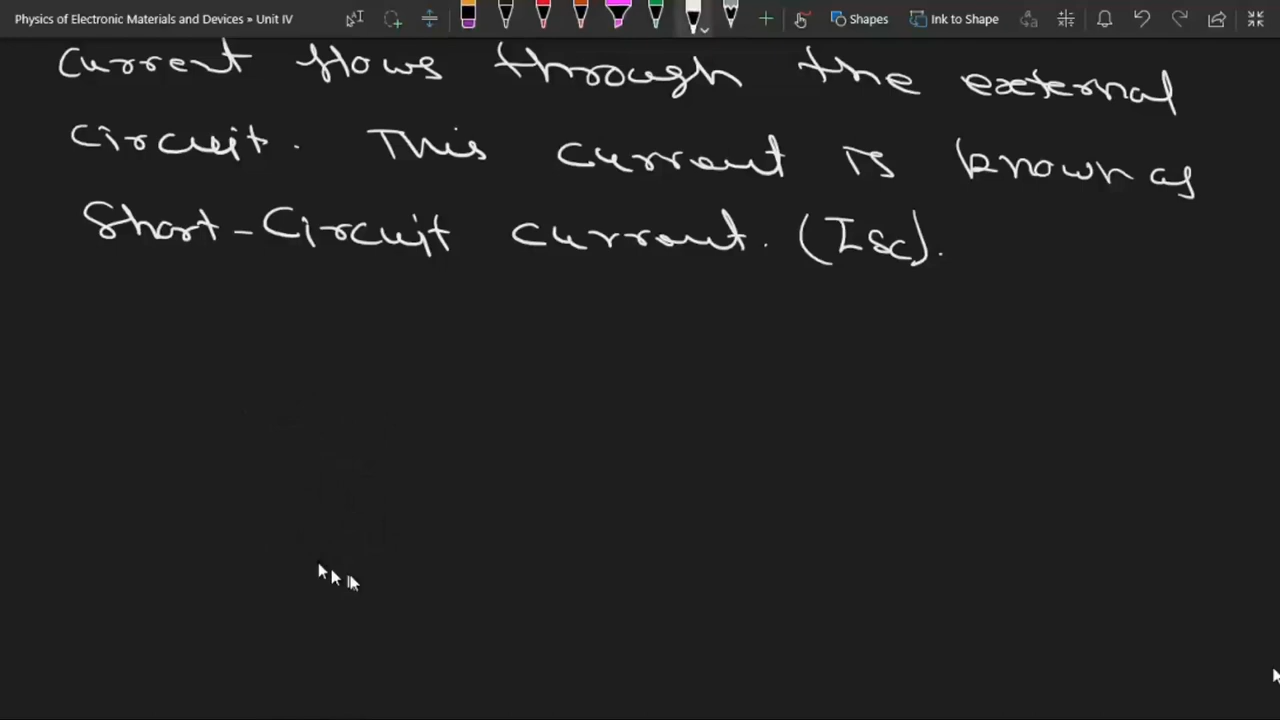 Physics of Electronic Materials and Devices » Unit IV
Shapes
Ink to Shape
current flows through the external
circuit. This current is known as
Short-Circuit current. (Isc).